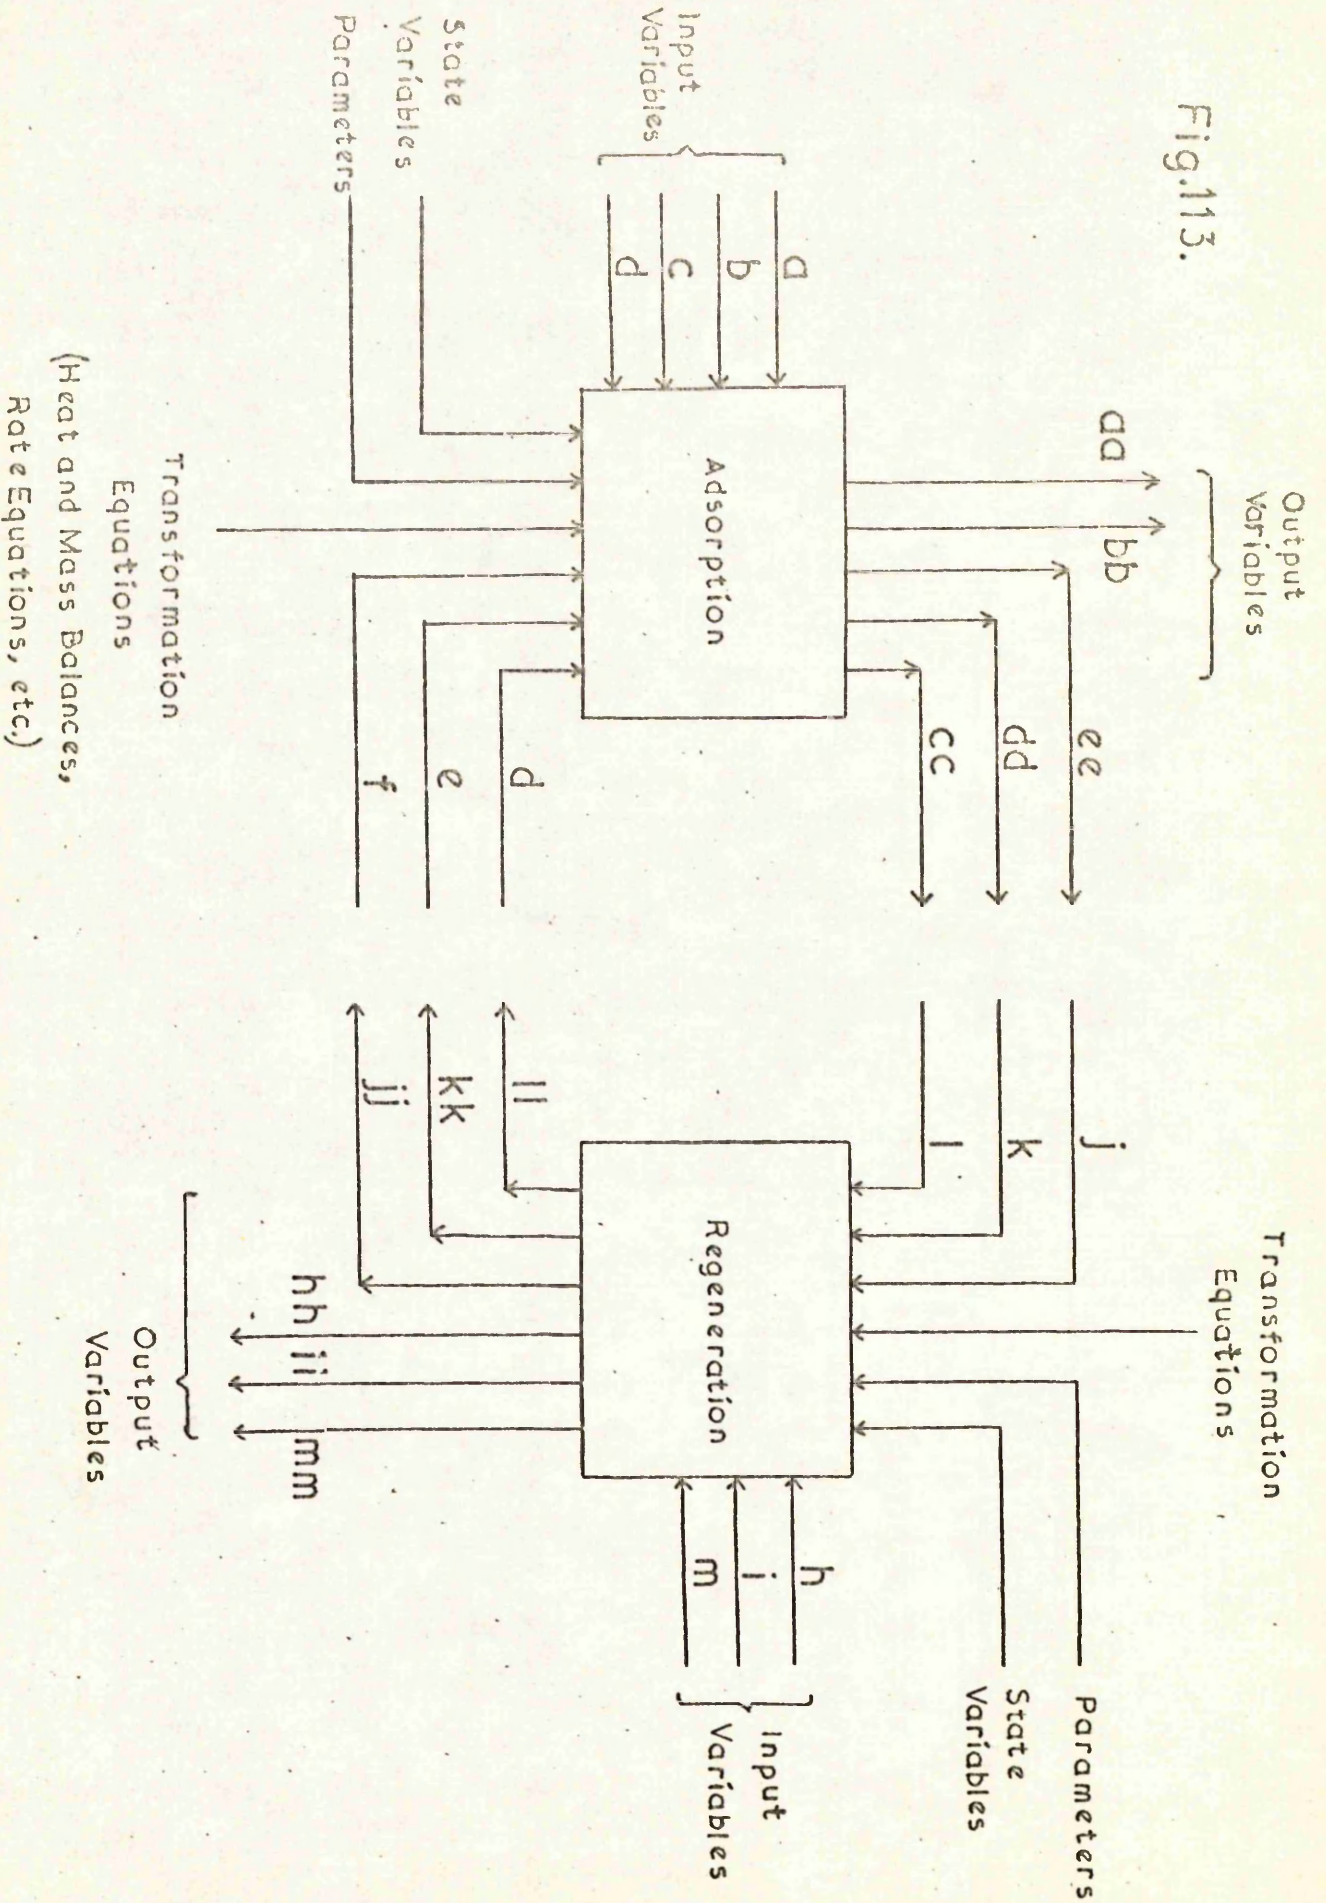 Fig.113.
Output
Variables
Transformation
Equations
Parameters
State
Variables
aa
bb
ee
dd
cc
j
k
l
Input
Variables
a
b
c
d
Adsorption
Regeneration
h
i
m
Input
Variables
State
Variables
Parameters
d
e
f
ll
kk
jj
hh
ii
mm
Transformation
Equations
(Heat and Mass Balances,
Rate Equations, etc.)
Output
Variables